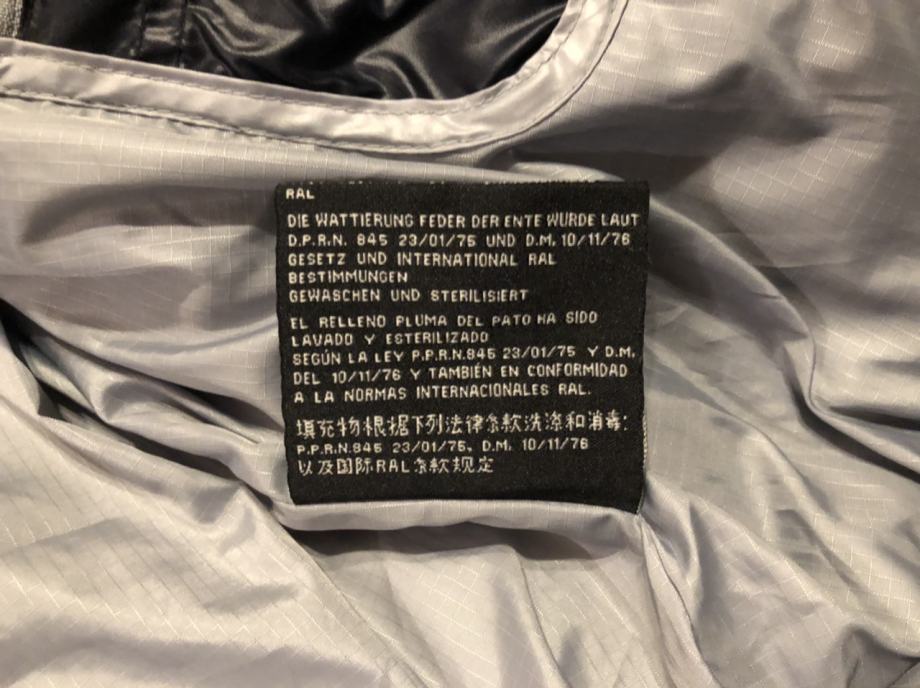 RAL
DIE WATTIERUNG FEDER DER ENTE WURDE LAUT
D.P.R.N. 845 23/01/75 UND D.M. 10/11/76
GESETZ UND INTERNATIONAL RAL
BESTIMMUNGEN
GEWASCHEN UND STERILISIERT
EL RELLENO PLUMA DEL PATO HA SIDO
LAVADO Y ESTERILIZADO
SEGÚN LA LEY P.P.R.N.845 23/01/75 Y D.M.
DEL 10/11/76 Y TAMBIÉN EN CONFORMIDAD
A LA NORMAS INTERNACIONALES RAL.
填充物根据下列法律条款洗涤和消毒:
P.P.R.N.845 23/01/75, D.M. 10/11/76
以及国际RAL条款规定